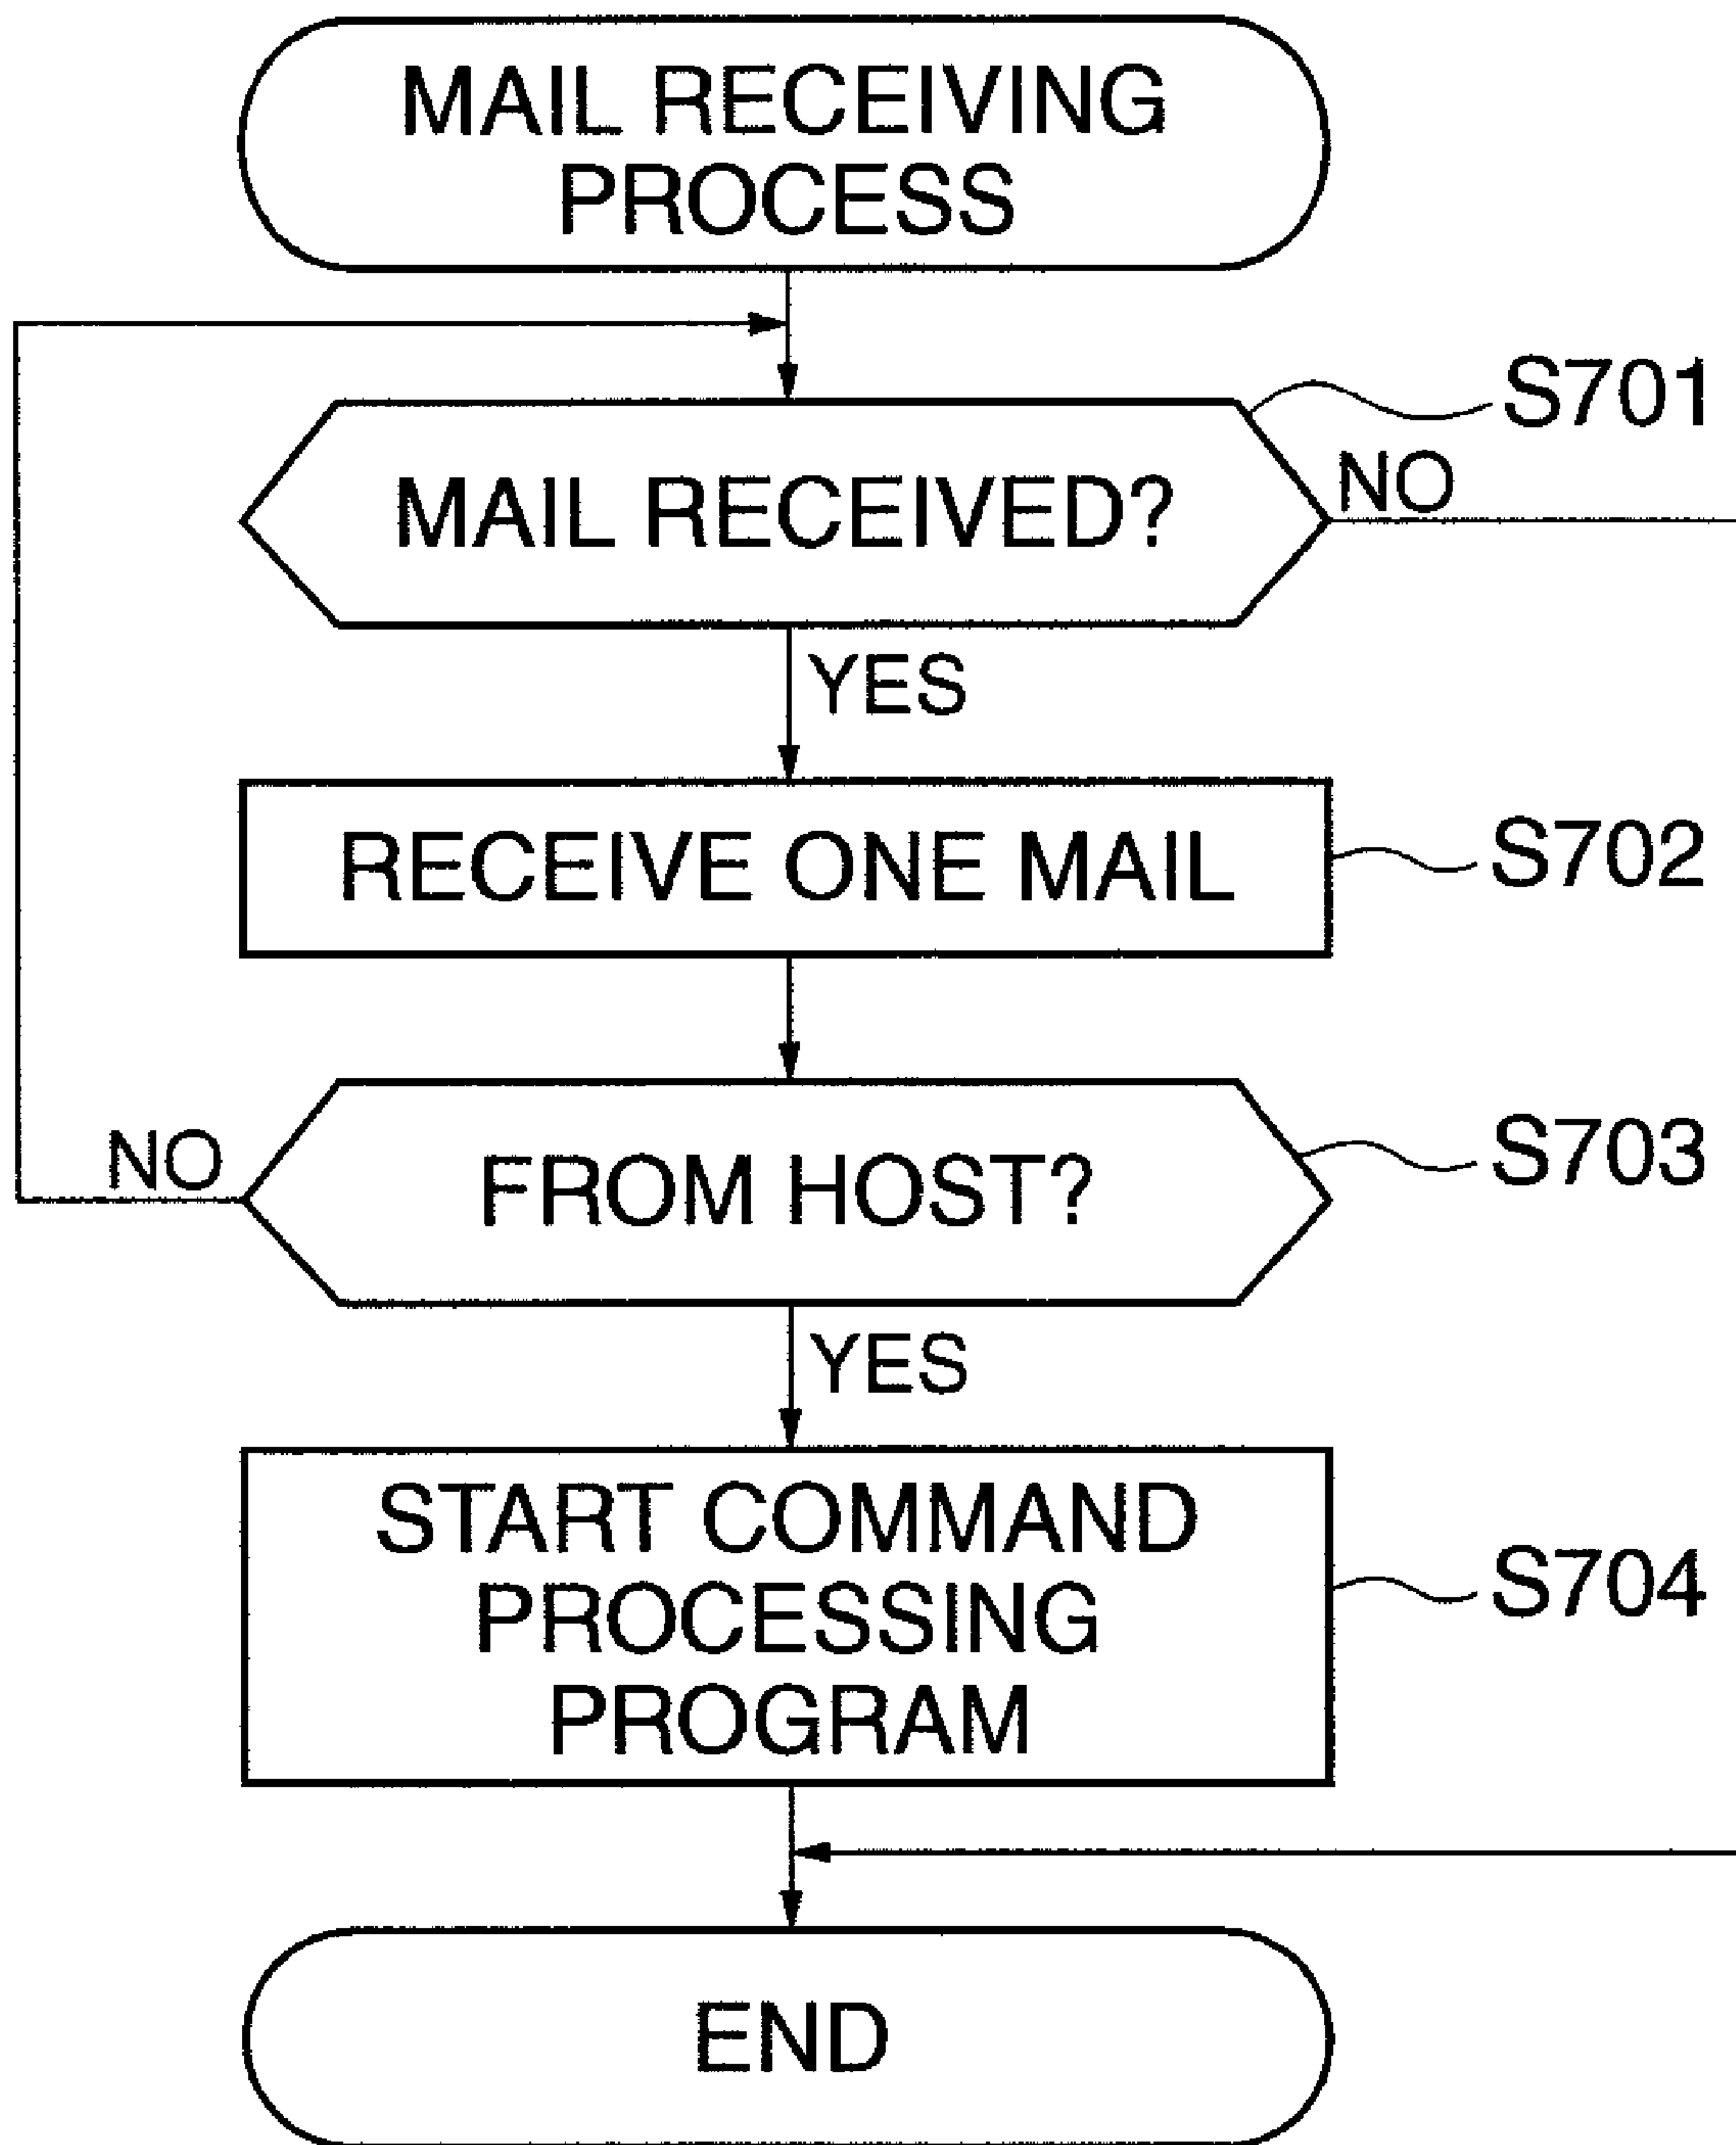 MAIL RECEIVING
PROCESS
S701
MAIL RECEIVED?
NO
YES
RECEIVE ONE MAIL
S702
NO
FROM HOST?
S703
YES
START COMMAND
PROCESSING
PROGRAM
S704
END